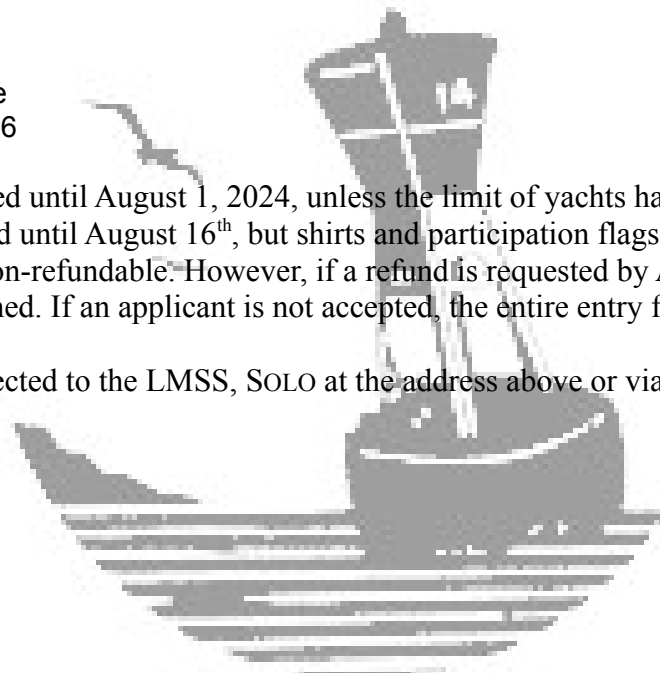 e
6
14
ed until August 1, 2024, unless the limit of yachts ha
d until August 16th, but shirts and participation flags
on-refundable. However, if a refund is requested by A
ned. If an applicant is not accepted, the entire entry f
ected to the LMSS, SOLO at the address above or via